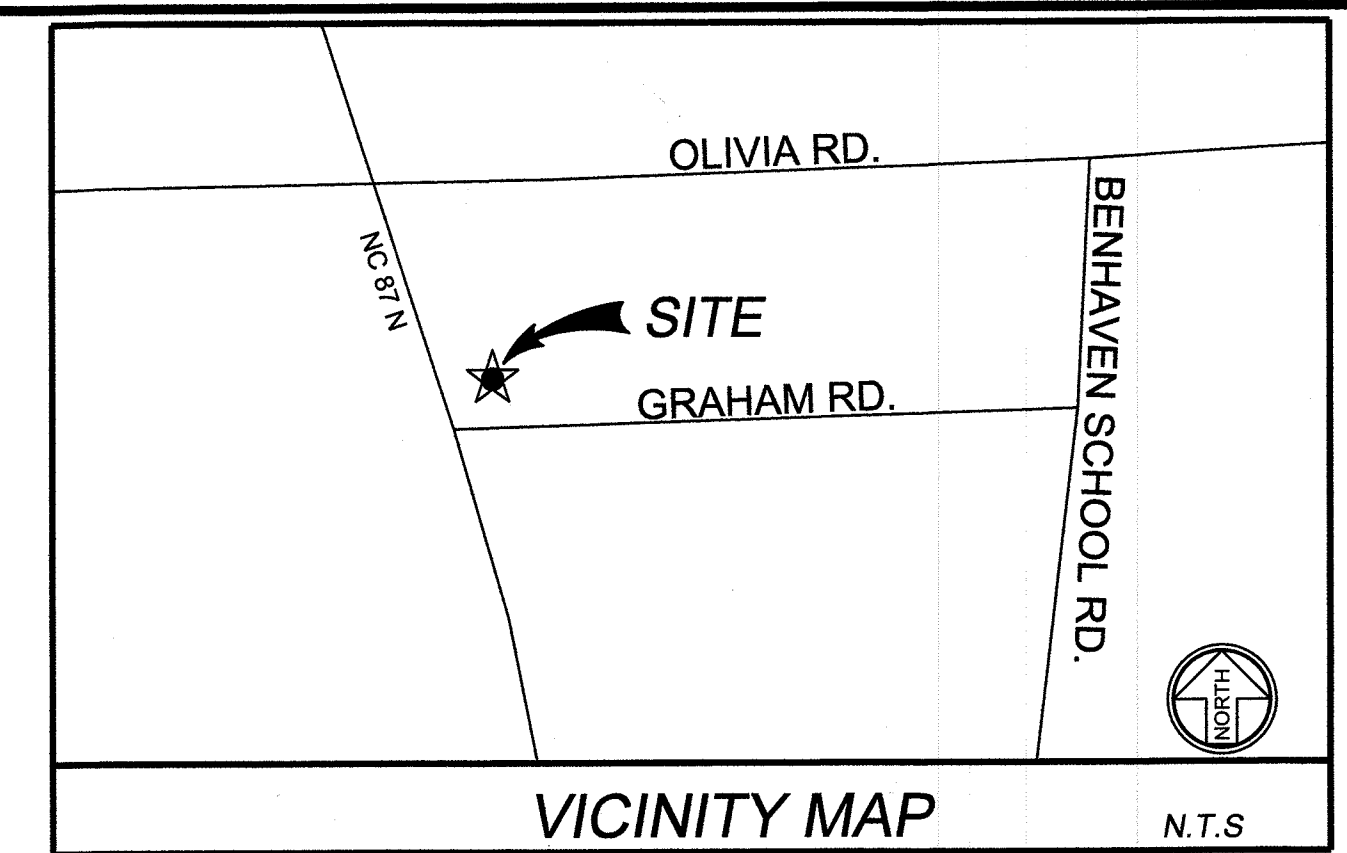 OLIVIA RD.
BENHAVEN SCHOOL RD.
NC 87 N
SITE
GRAHAM RD.
NORTH
VICINITY MAP
N.T.S